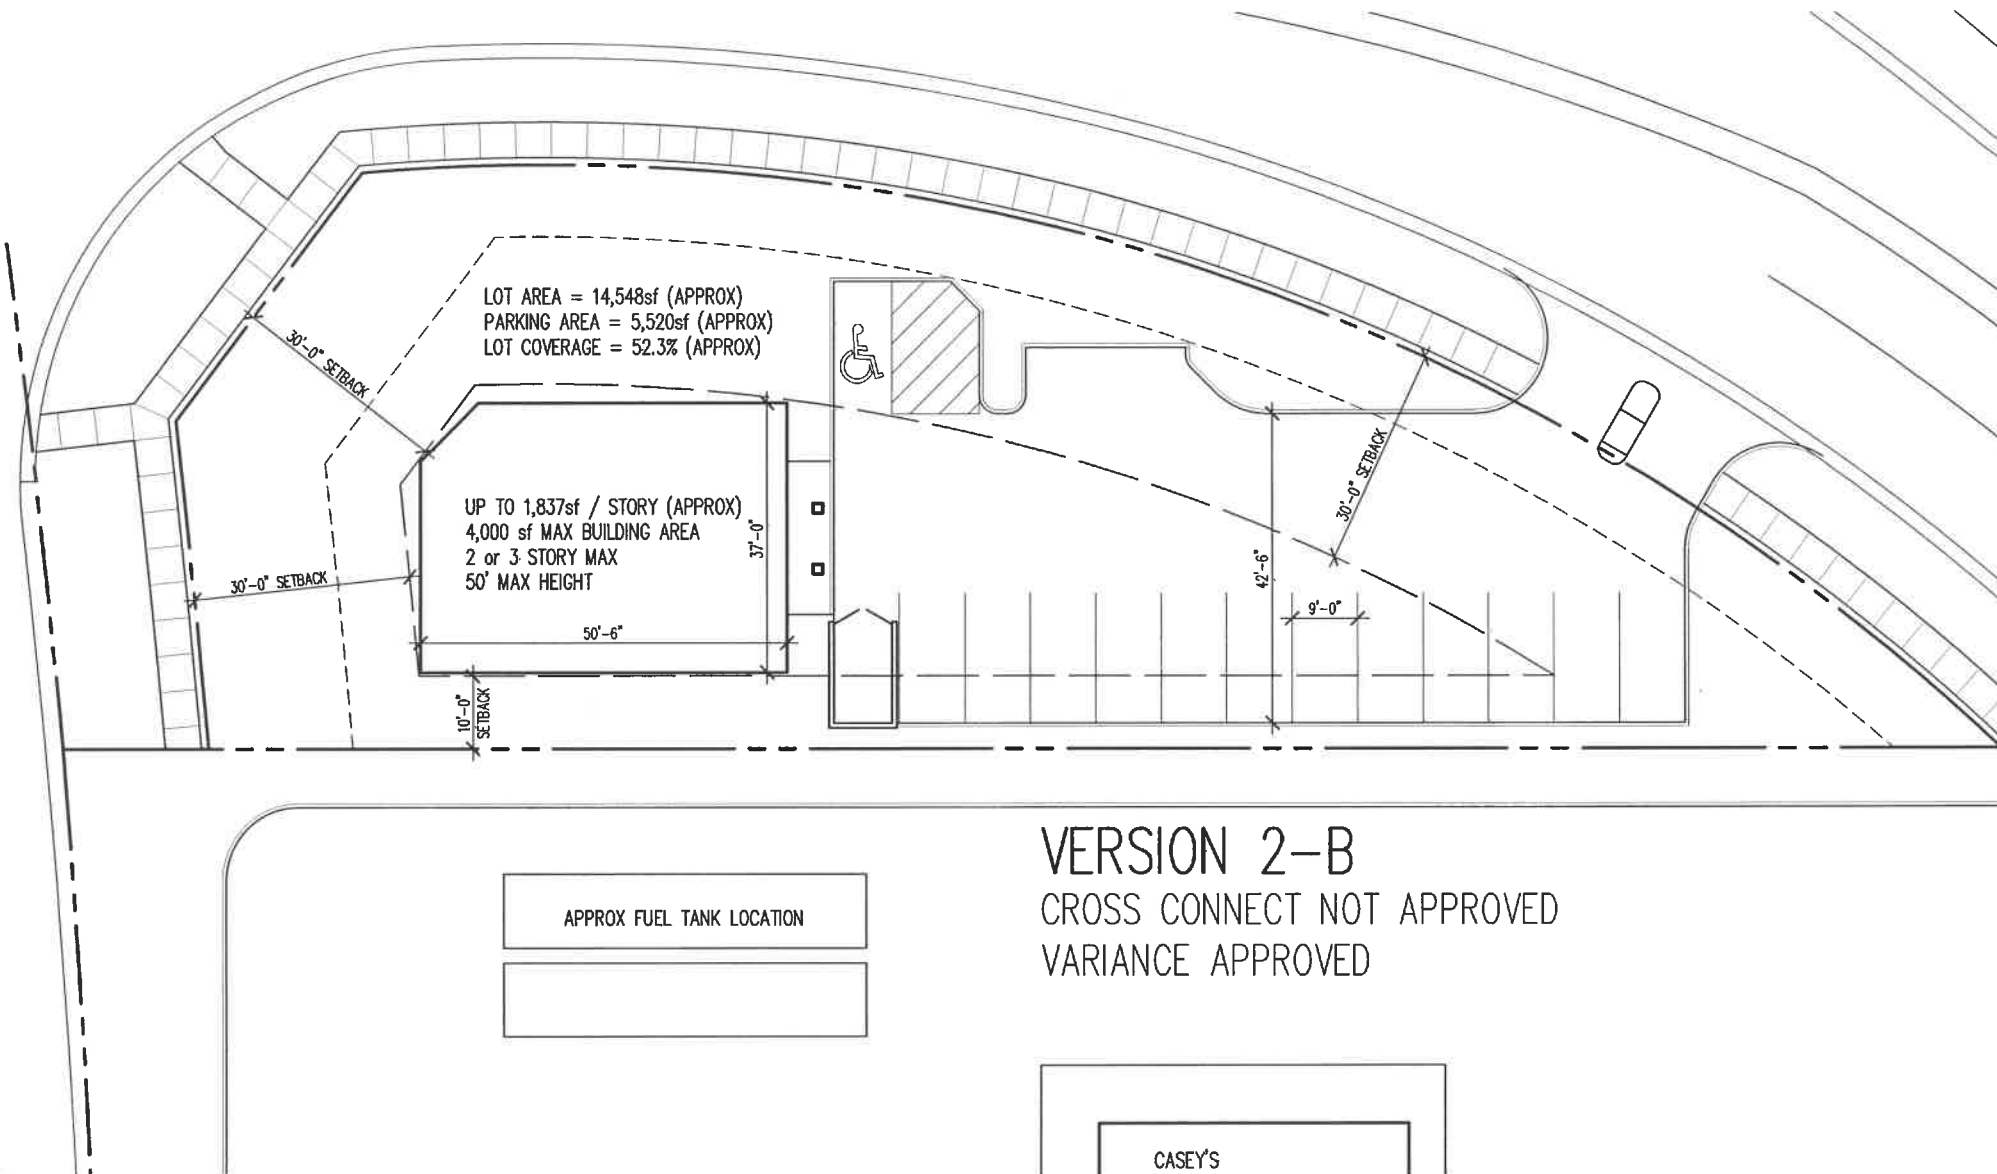 LOT AREA = 14,548sf (APPROX)
PARKING AREA = 5,520sf (APPROX)
LOT COVERAGE = 52.3% (APPROX)
30'-0" SETBACK
30'-0" SETBACK
UP TO 1,837sf / STORY (APPROX)
4,000 sf MAX BUILDING AREA
2 or 3 STORY MAX
50' MAX HEIGHT
37'-0"
30'-0" SETBACK
42'-6"
9'-0"
50'-6"
10'-0"
SETBACK
VERSION 2-B
CROSS CONNECT NOT APPROVED
VARIANCE APPROVED
APPROX FUEL TANK LOCATION
CASEY'S